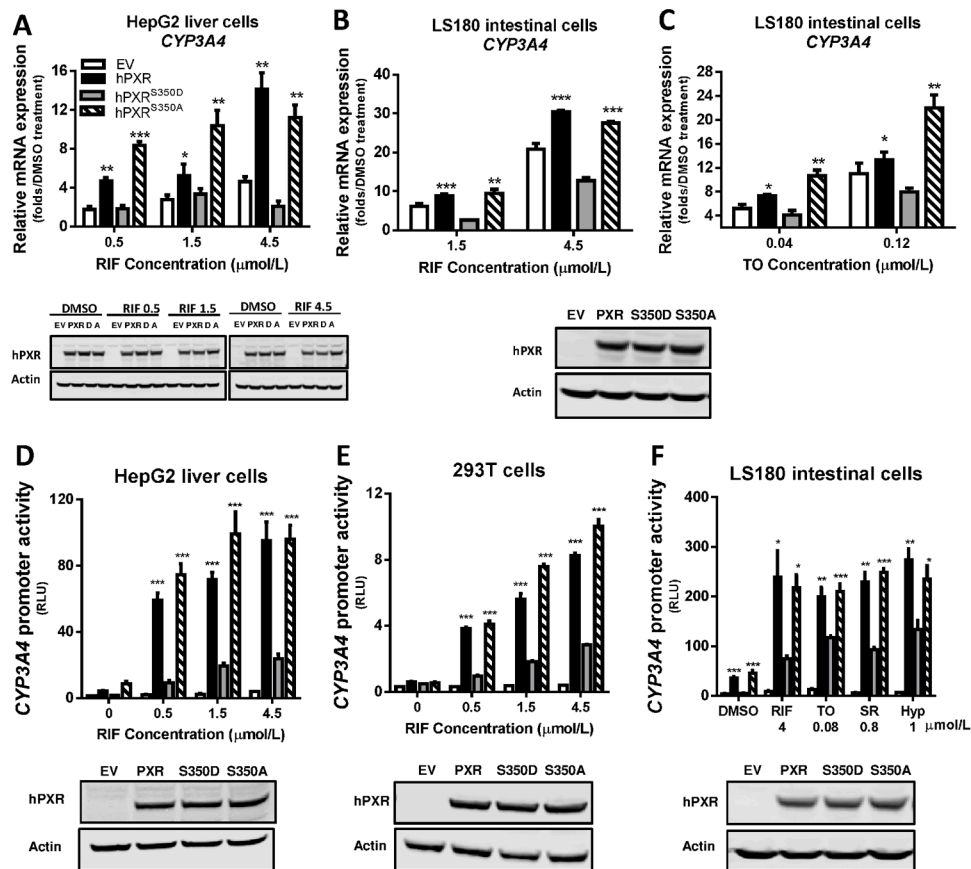 A
HepG2 liver cells
CYP3A4
Relative mRNA expression
(folds/DMSO treatment)
16
12
8
4
0
EV
hPXR
hPXRS350D
hPXRS350A
**
***
*
**
**
**
0.5
1.5
4.5
RIF Concentration (μmol/L)
B
LS180 intestinal cells
CYP3A4
Relative mRNA expression
(folds/DMSO treatment)
40
30
20
10
0
***
**
***
***
1.5
4.5
RIF Concentration (μmol/L)
C
LS180 intestinal cells
CYP3A4
Relative mRNA expression
(folds/DMSO treatment)
28
24
20
16
12
8
4
*
**
*
**
0.04
0.12
TO Concentration (μmol/L)
DMSO RIF 0.5 RIF 1.5 DMSO RIF 4.5
EV PXR D A EV PXR D A EV PXR D A EV PXR D A EV PXR D A
hPXR
Actin
EV PXR S350D S350A
hPXR
Actin
D
HepG2 liver cells
CYP3A4 promoter activity
(RLU)
120
80
40
0
***
***
***
***
***
***
0 0.5 1.5 4.5
RIF Concentration (μmol/L)
EV PXR S350D S350A
hPXR
Actin
E
293T cells
CYP3A4 promoter activity
(RLU)
12
8
4
0
***
***
***
***
***
***
0 0.5 1.5 4.5
RIF Concentration (μmol/L)
EV PXR S350D S350A
hPXR
Actin
F
LS180 intestinal cells
CYP3A4 promoter activity
(RLU)
400
300
200
100
0
***
***
*
*
**
***
**
***
**
*
DMSO RIF TO SR Hyp
4 0.08 0.8 1 μmol/L
EV PXR S350D S350A
hPXR
Actin